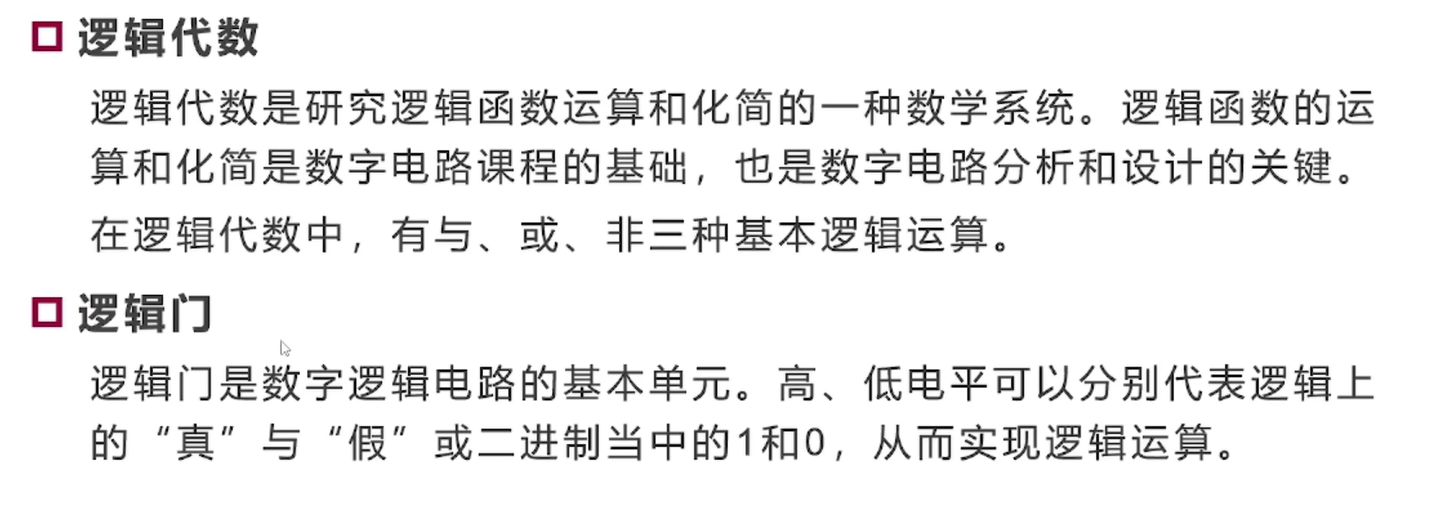 逻辑代数
逻辑代数是研究逻辑函数运算和化简的一种数学系统。逻辑函数的运
算和化简是数字电路课程的基础，也是数字电路分析和设计的关键。
在逻辑代数中，有与、或、非三种基本逻辑运算。
逻辑门
逻辑门是数字逻辑电路的基本单元。高、低电平可以分别代表逻辑上
的“真”与“假”或二进制当中的1和0，从而实现逻辑运算。